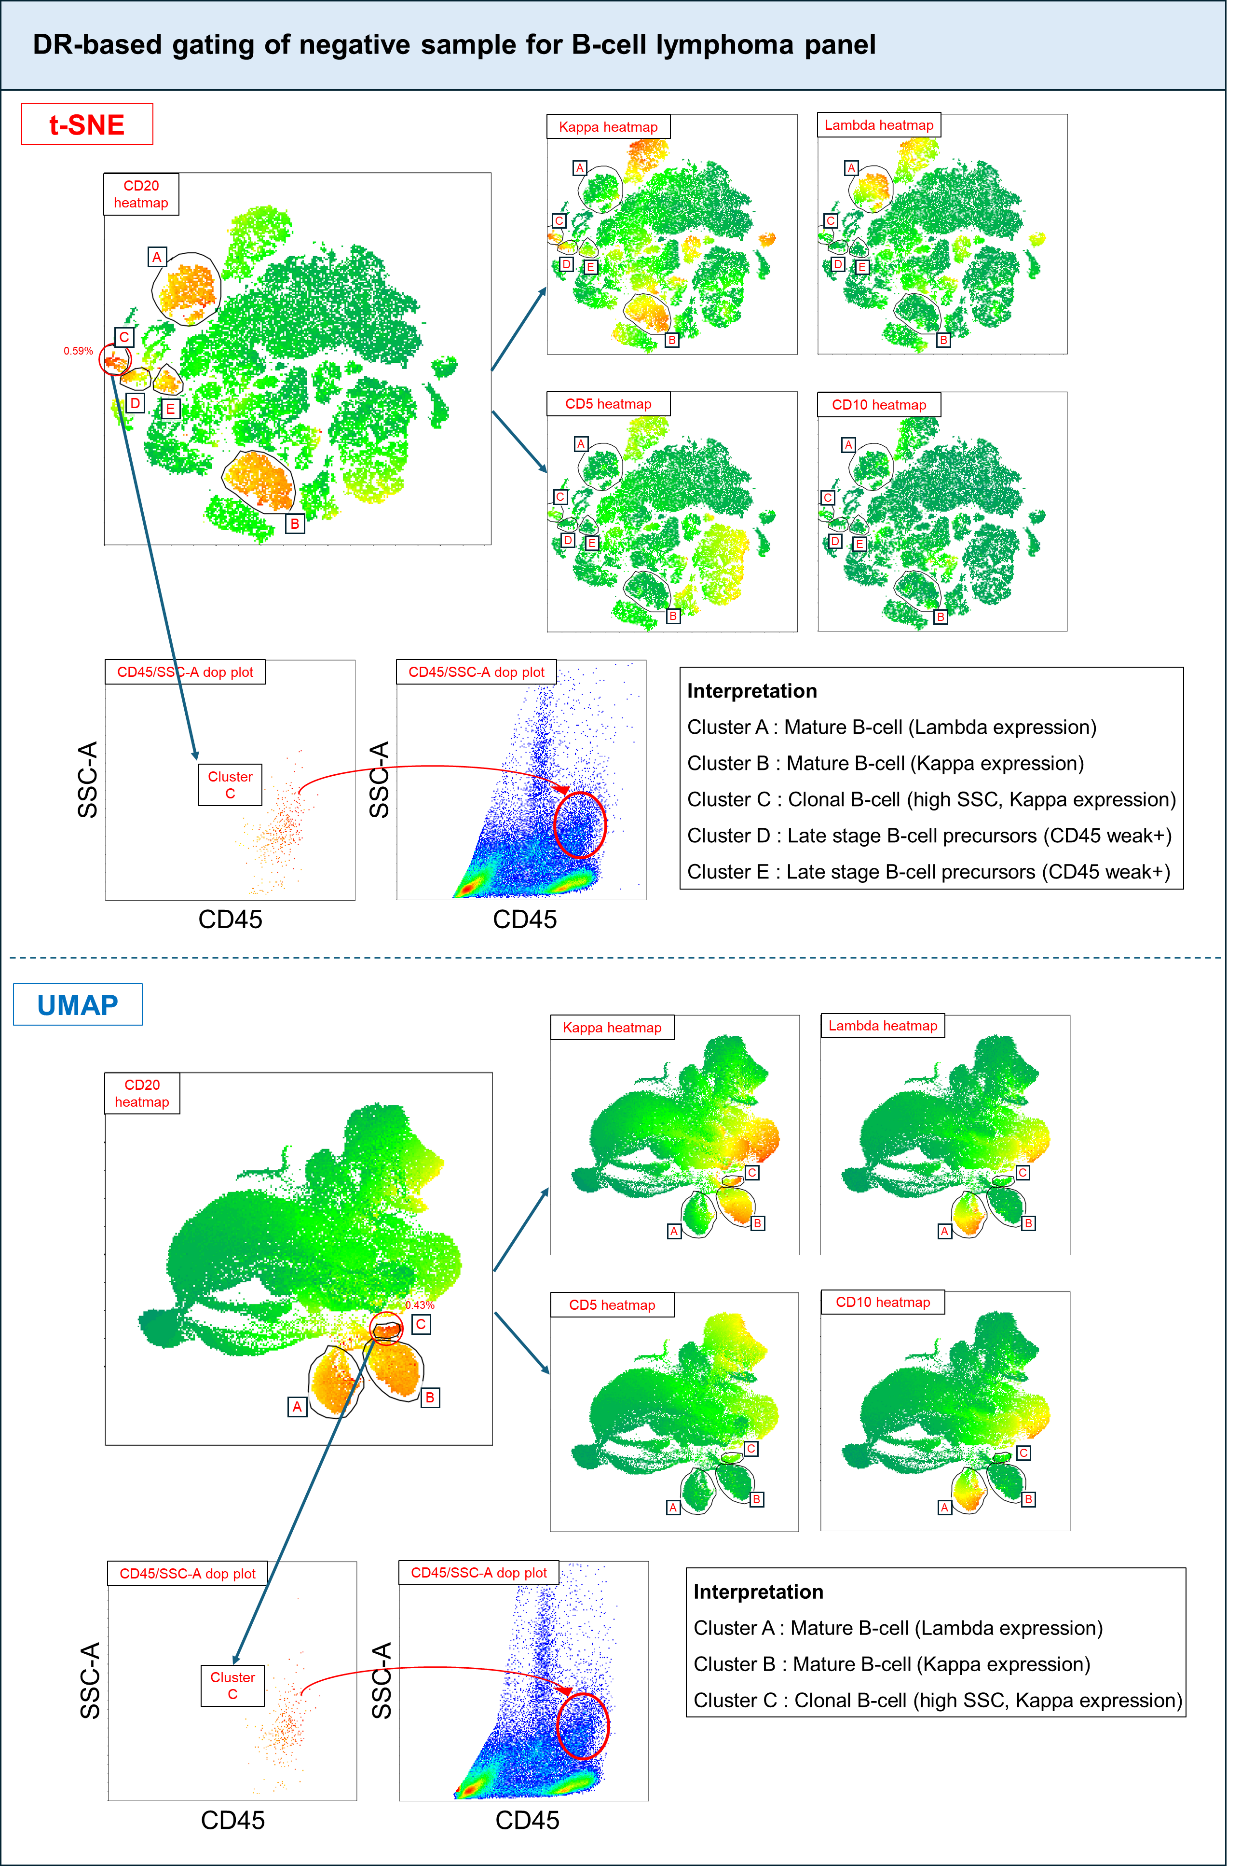 DR-based gating of negative sample for B-cell lymphoma panel
t-SNE
CD20
heatmap
A
C
0.59%
D
E
B
Kappa heatmap
A
C
D
E
B
Lambda heatmap
A
C
D
E
B
CD5 heatmap
A
C
D
E
B
CD10 heatmap
A
C
D
E
B
CD45/SSC-A dop plot
SSC-A
Cluster
C
CD45
CD45/SSC-A dop plot
SSC-A
CD45
Interpretation
Cluster A : Mature B-cell (Lambda expression)
Cluster B : Mature B-cell (Kappa expression)
Cluster C : Clonal B-cell (high SSC, Kappa expression)
Cluster D : Late stage B-cell precursors (CD45 weak+)
Cluster E : Late stage B-cell precursors (CD45 weak+)
UMAP
CD20
heatmap
0.43%
C
A
B
Kappa heatmap
C
A
B
Lambda heatmap
C
A
B
CD5 heatmap
C
A
B
CD10 heatmap
C
A
B
CD45/SSC-A dop plot
SSC-A
Cluster
C
CD45
CD45/SSC-A dop plot
SSC-A
CD45
Interpretation
Cluster A : Mature B-cell (Lambda expression)
Cluster B : Mature B-cell (Kappa expression)
Cluster C : Clonal B-cell (high SSC, Kappa expression)